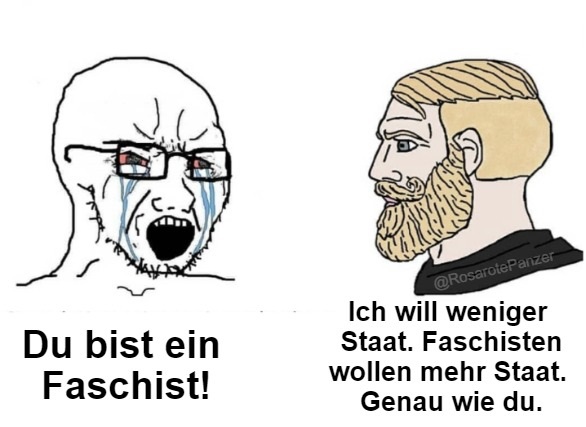 Du bist ein
Faschist!
@RosarotePanzer
Ich will weniger
Staat. Faschisten
wollen mehr Staat.
Genau wie du.